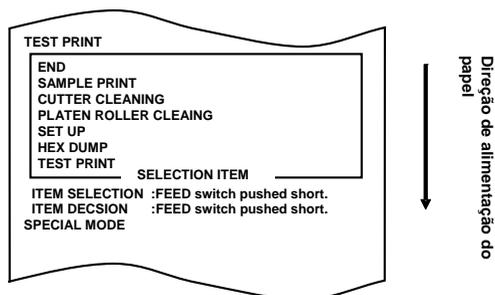 TEST PRINT
END
SAMPLE PRINT
CUTTER CLEANING
PLATEN ROLLER CLEAING
SET UP
HEX DUMP
TEST PRINT
SELECTION ITEM
ITEM SELECTION :FEED switch pushed short.
ITEM DECSION :FEED switch pushed short.
SPECIAL MODE
Direção de alimentação do
papel